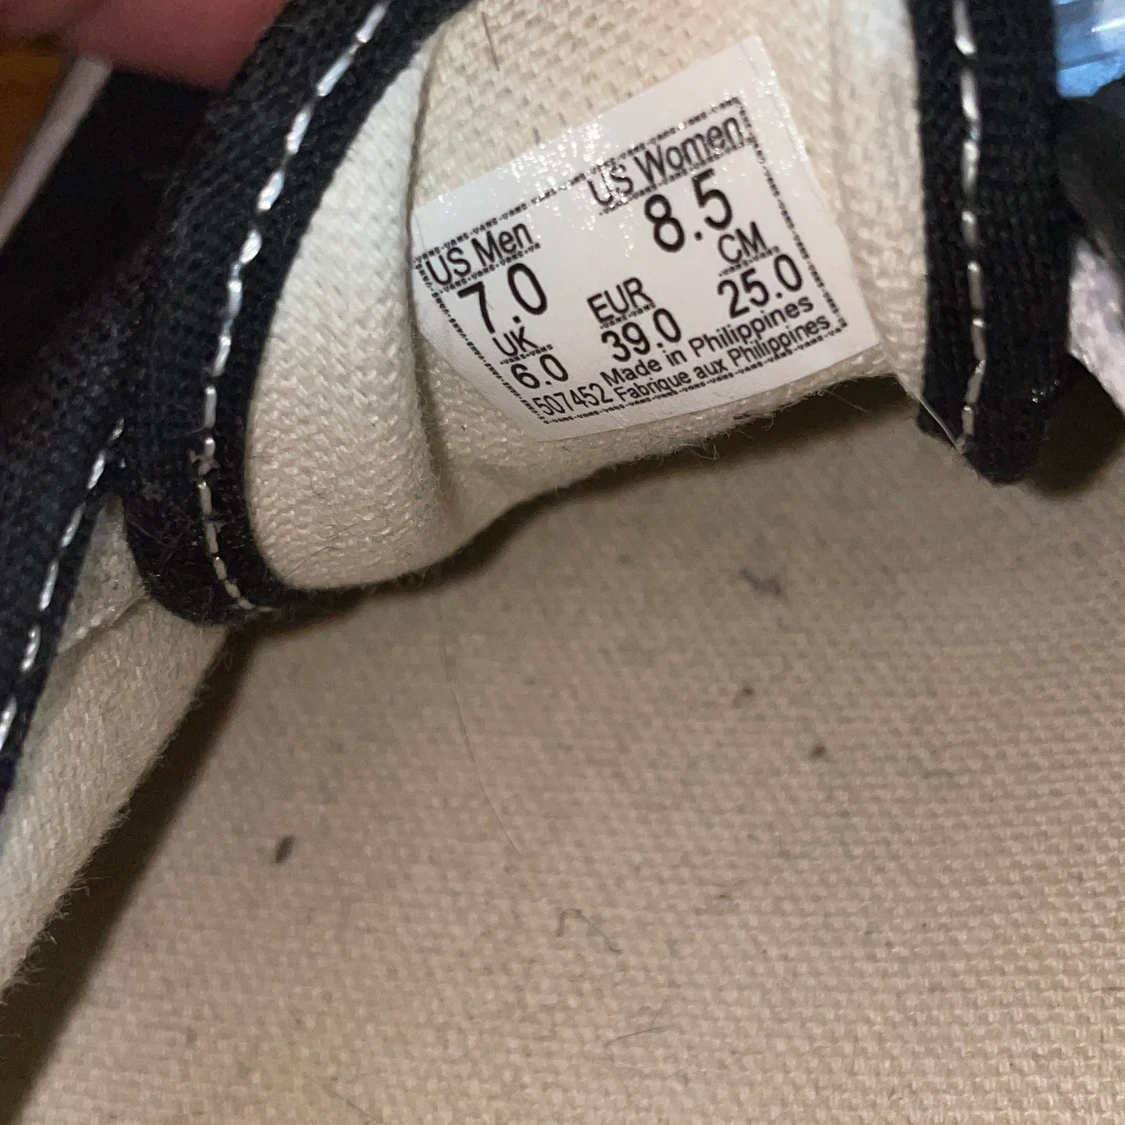 US Men US Women
7.0 8.5
UK EUR CM
6.0 39.0 25.0
507452 Made in Philippines
Fabrique aux Philippines